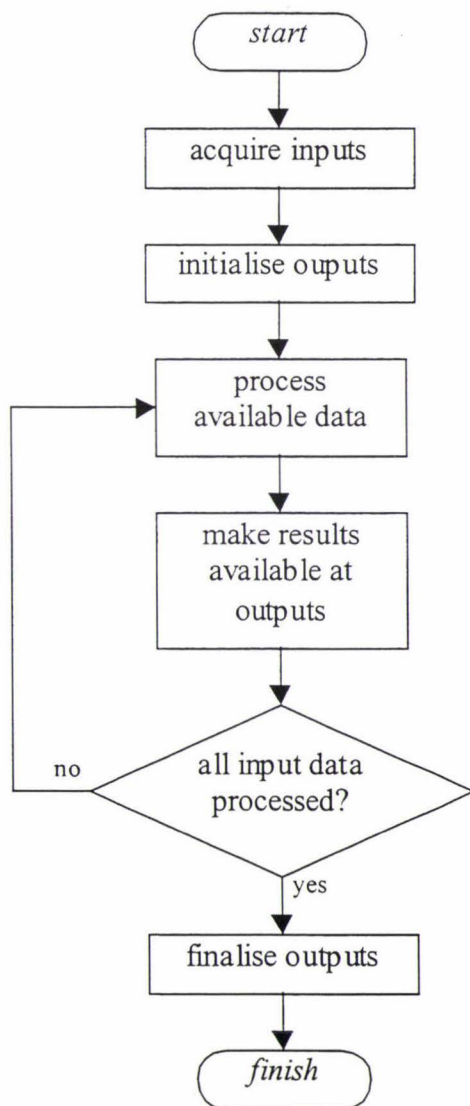 start
acquire inputs
initialise ouputs
process
available data
make results
available at
outputs
all input data
processed?
no
yes
finalise outputs
finish